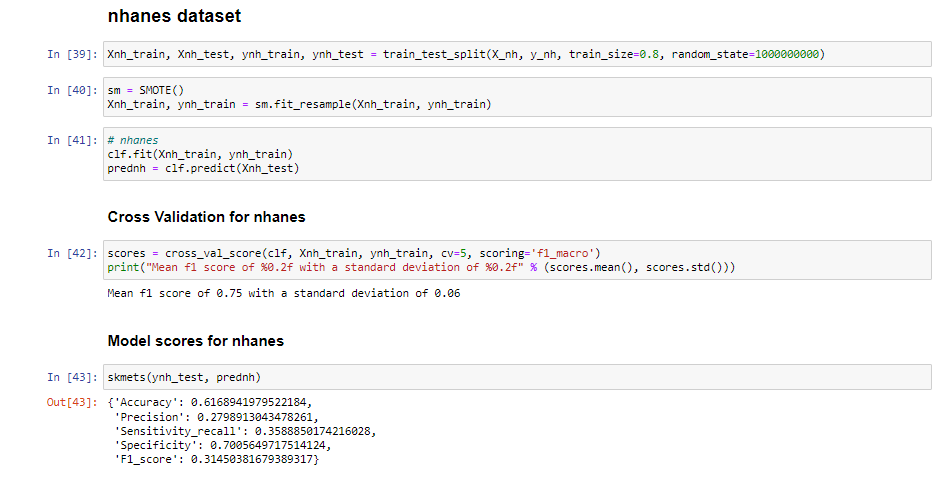 nhanes dataset
In [39]: Xnh_train, Xnh_test, ynh_train, ynh_test = train_test_split(X_nh, y_nh, train_size=0.8, random_state=1000000000)
In [40]: sm = SMOTE()
Xnh_train, ynh_train = sm.fit_resample(Xnh_train, ynh_train)
In [41]: # nhanes
clf.fit(Xnh_train, ynh_train)
prednh = clf.predict(Xnh_test)
Cross Validation for nhanes
In [42]: scores = cross_val_score(clf, Xnh_train, ynh_train, cv=5, scoring='f1_macro')
print("Mean f1 score of %0.2f with a standard deviation of %0.2f" % (scores.mean(), scores.std()))
Mean f1 score of 0.75 with a standard deviation of 0.06
Model scores for nhanes
In [43]: skmets(ynh_test, prednh)
Out[43]: {'Accuracy': 0.6168941979522184,
'Precision': 0.2798913043478261,
'Sensitivity_recall': 0.3588850174216028,
'Specificity': 0.7005649717514124,
'F1_score': 0.31450381679389317}